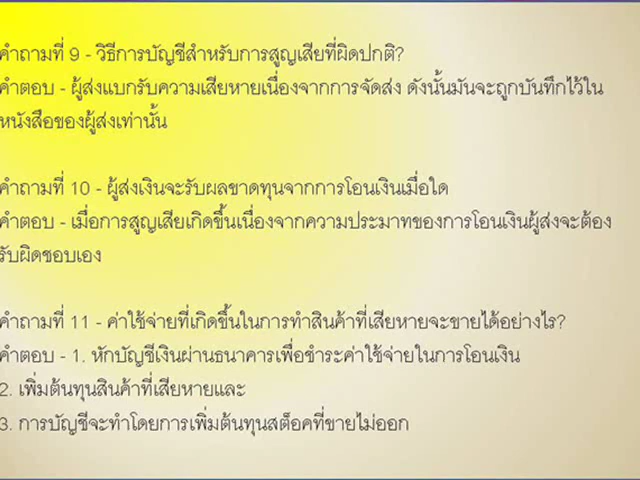 คำถามที่ 9 - วิธีการบัญชีสำหรับการสูญเสียที่ผิดปกติ?
คำตอบ - ผู้ส่งแบกรับความเสียหายเนื่องจากการจัดส่ง ดังนั้นมันจะถูกบันทึกไว้ใน
หนังสือของผู้ส่งเท่านั้น
คำถามที่ 10 - ผู้ส่งเงินจะรับผลขาดทุนจากการโอนเงินเมื่อใด
คำตอบ - เมื่อการสูญเสียเกิดขึ้นเนื่องจากความประมาทของการโอนเงินผู้ส่งจะต้อง
รับผิดชอบเอง
คำถามที่ 11 - ค่าใช้จ่ายที่เกิดขึ้นในการทำสินค้าที่เสียหายจะขายได้อย่างไร?
คำตอบ - 1. หักบัญชีเงินผ่านธนาคารเพื่อชำระค่าใช้จ่ายในการโอนเงิน
2. เพิ่มต้นทุนสินค้าที่เสียหายและ
3. การบัญชีจะทำโดยการเพิ่มต้นทุนสต็อคที่ขายไม่ออก